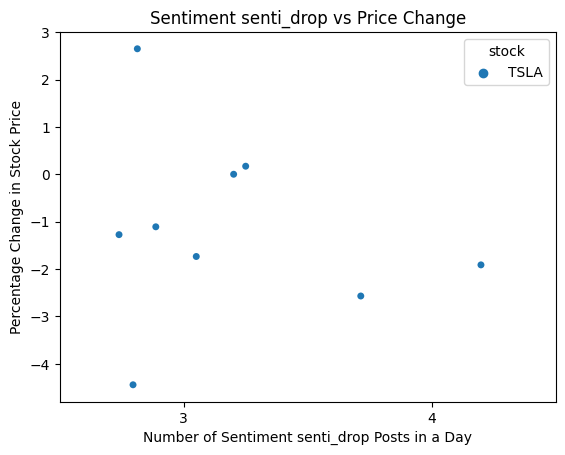 Sentiment senti_drop vs Price Change
stock
TSLA
3
2
1
0
−1
−2
−3
−4
Percentage Change in Stock Price
3
4
Number of Sentiment senti_drop Posts in a Day